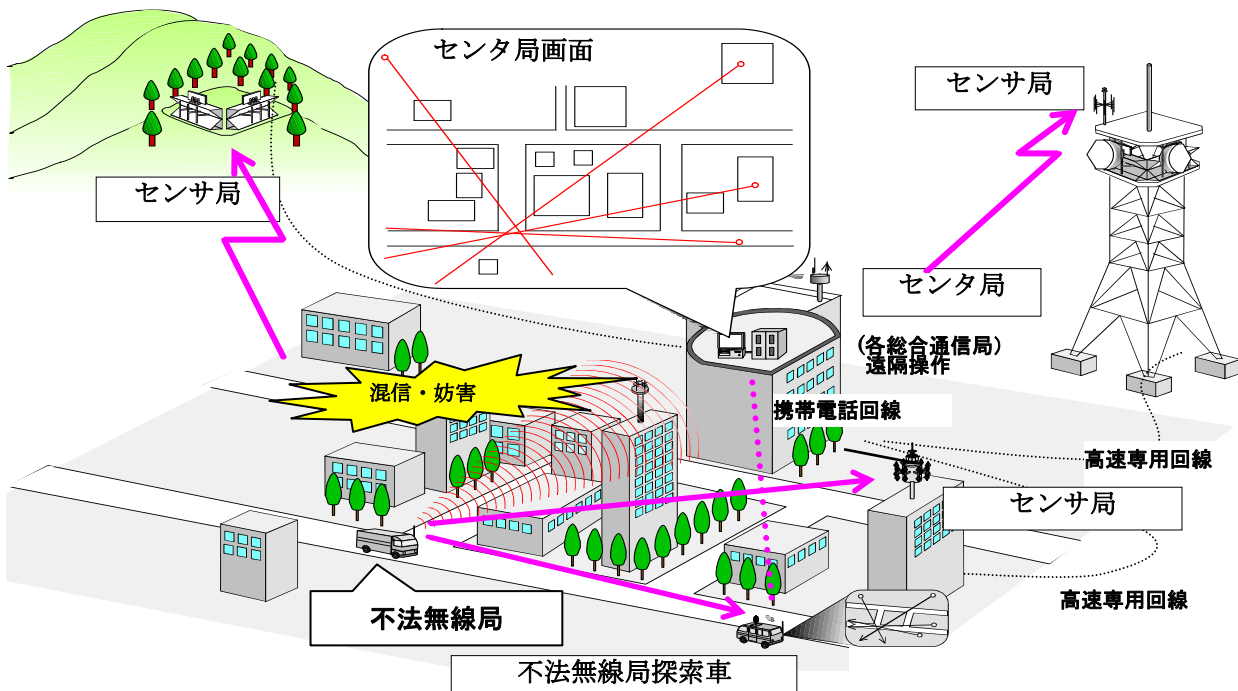 センタ局画面
センサ局
センサ局
センタ局
(各総合通信局)
遠隔操作
混信・妨害
携帯電話回線
高速専用回線
センサ局
高速専用回線
不法無線局
不法無線局探索車